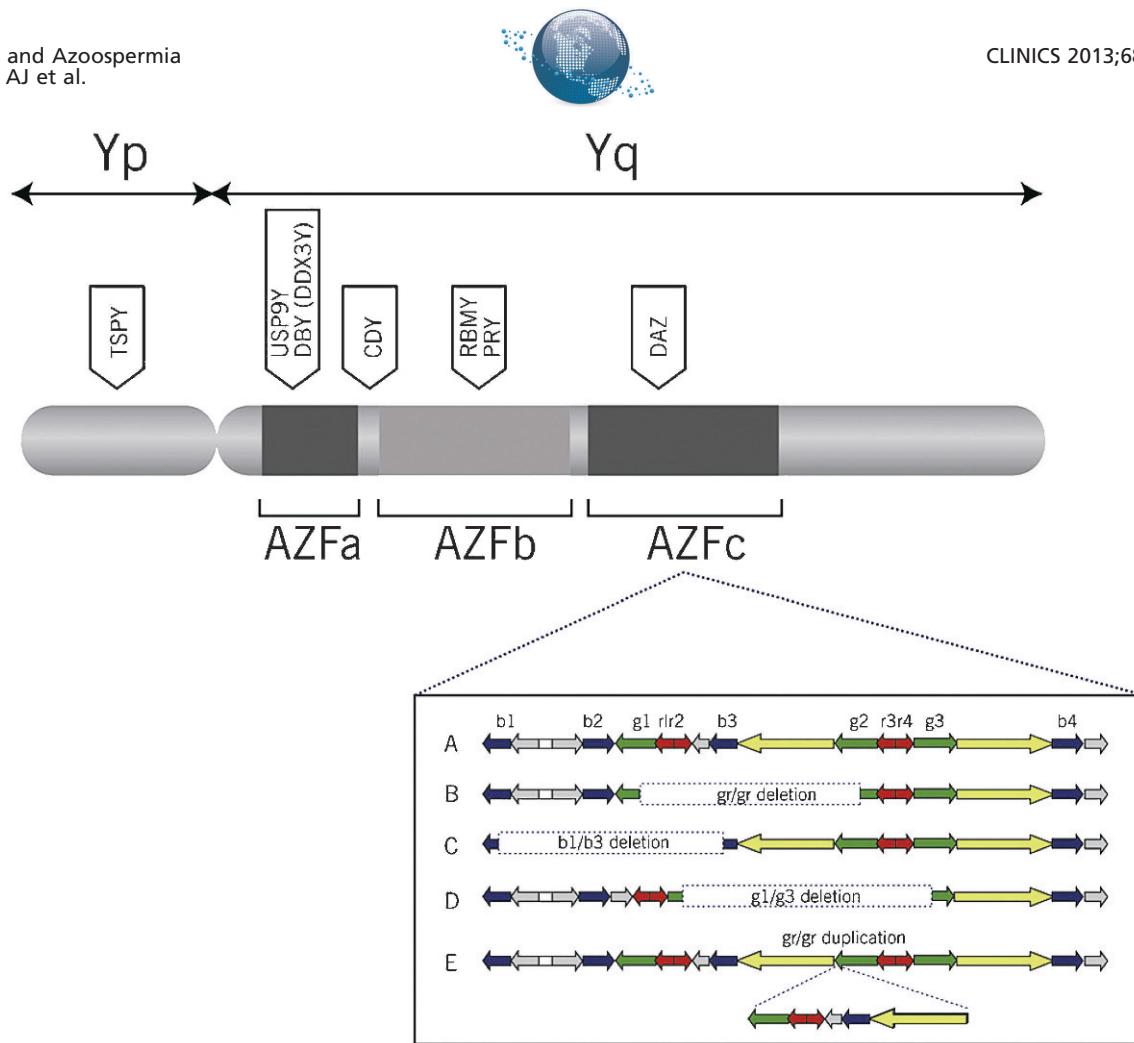 and Azoospermia
AJ et al.
CLINICS 2013;68
Yp
Yq
TSPY
USP9Y
DBY (DDX3Y)
CDY
RBMY
PRY
DAZ
AZFa
AZFb
AZFc
b1 b2 g1 rlr2 b3 g2 r3r4 g3 b4
A
B gr/gr deletion
C b1/b3 deletion
D g1/g3 deletion
gr/gr duplication
E